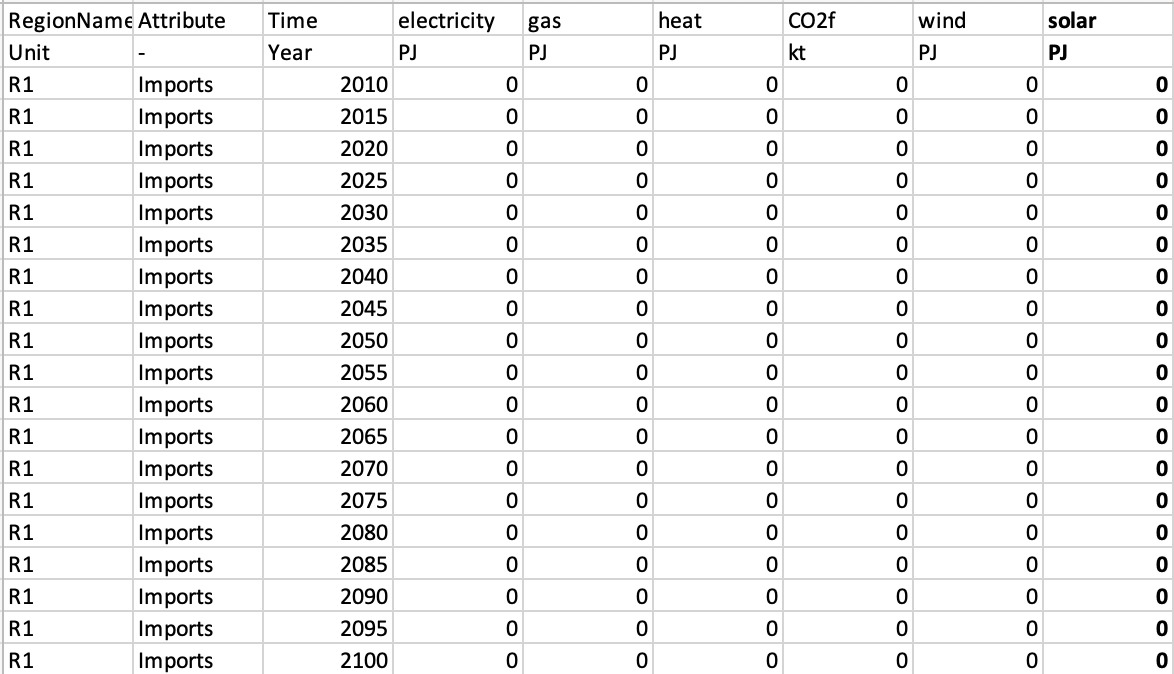 RegionName Attribute Time electricity gas heat CO2f wind solar
Unit - Year PJ PJ PJ kt PJ PJ
R1 Imports 2010 0 0 0 0 0 0
R1 Imports 2015 0 0 0 0 0 0
R1 Imports 2020 0 0 0 0 0 0
R1 Imports 2025 0 0 0 0 0 0
R1 Imports 2030 0 0 0 0 0 0
R1 Imports 2035 0 0 0 0 0 0
R1 Imports 2040 0 0 0 0 0 0
R1 Imports 2045 0 0 0 0 0 0
R1 Imports 2050 0 0 0 0 0 0
R1 Imports 2055 0 0 0 0 0 0
R1 Imports 2060 0 0 0 0 0 0
R1 Imports 2065 0 0 0 0 0 0
R1 Imports 2070 0 0 0 0 0 0
R1 Imports 2075 0 0 0 0 0 0
R1 Imports 2080 0 0 0 0 0 0
R1 Imports 2085 0 0 0 0 0 0
R1 Imports 2090 0 0 0 0 0 0
R1 Imports 2095 0 0 0 0 0 0
R1 Imports 2100 0 0 0 0 0 0